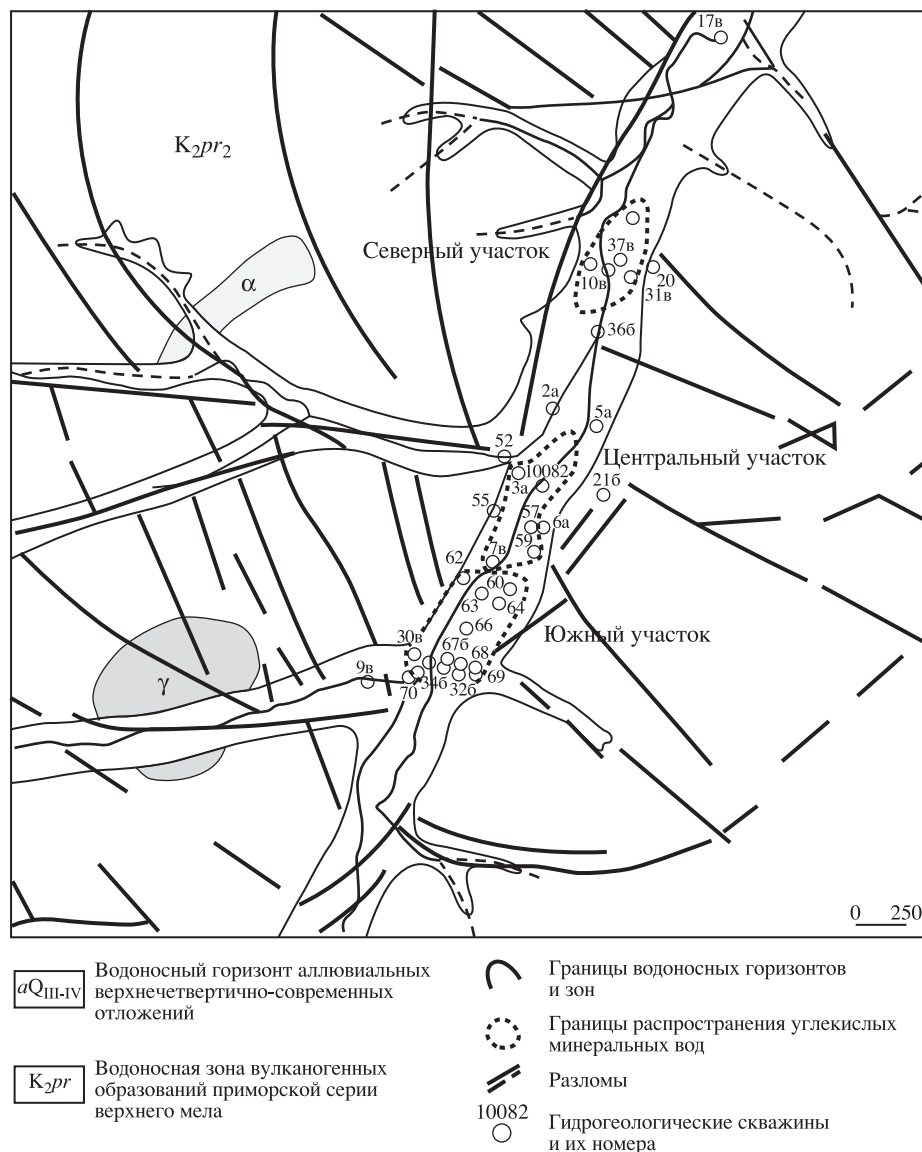 17в
K₂pr₂
Северный участок
37в
α
10в
20
31в
36б
2а
5а
52
Центральный участок
10082
3а
21б
55
57
6а
59
7в
62
60
63
64
Южный участок
66
30в
67б
68
9в
γ
70
34б
32б
69
0 250
aQIII-IV
Водоносный горизонт аллювиальных
верхнечетвертично-современных
отложений
K₂pr
Водоносная зона вулканогенных
образований приморской серии
верхнего мела
Границы водоносных горизонтов
и зон
Границы распространения углекислых
минеральных вод
Разломы
10082
Гидрогеологические скважины
и их номера